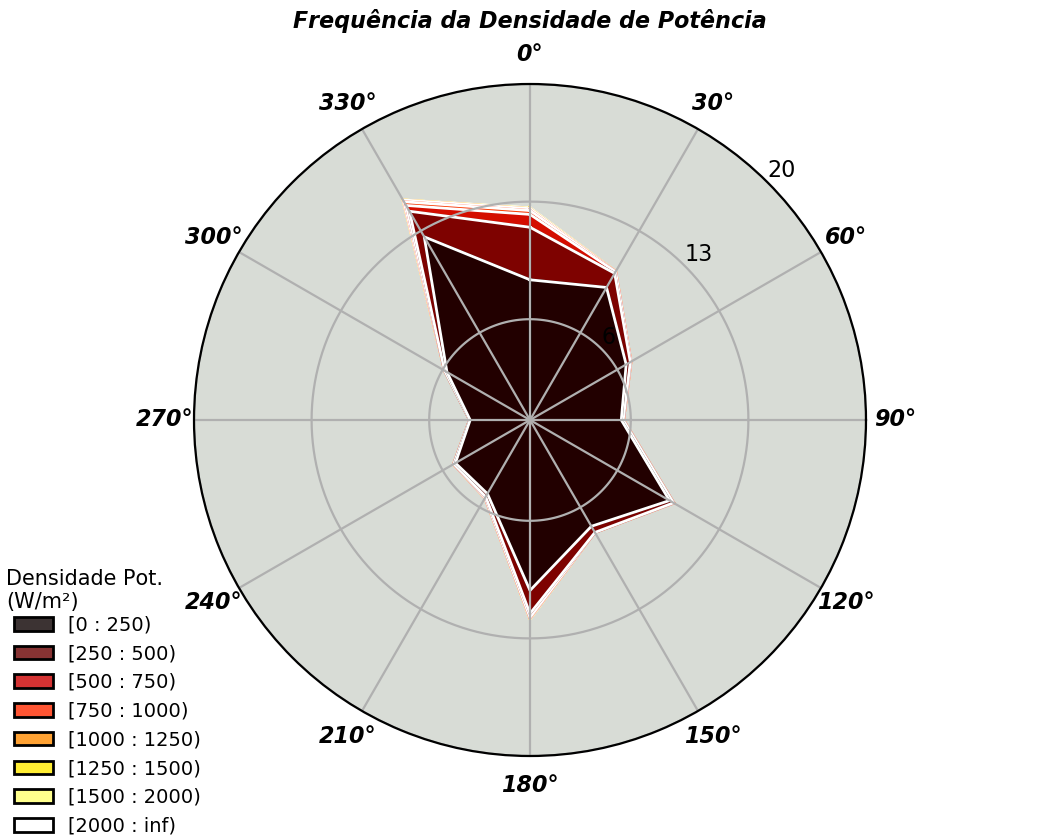 Frequência da Densidade de Potência
0°
330°
30°
20
300°
60°
13
6
270°
90°
Densidade Pot.
(W/m²)
240°
120°
[0 : 250)
[250 : 500)
[500 : 750)
[750 : 1000)
210°
150°
[1000 : 1250)
[1250 : 1500)
180°
[1500 : 2000)
[2000 : inf)